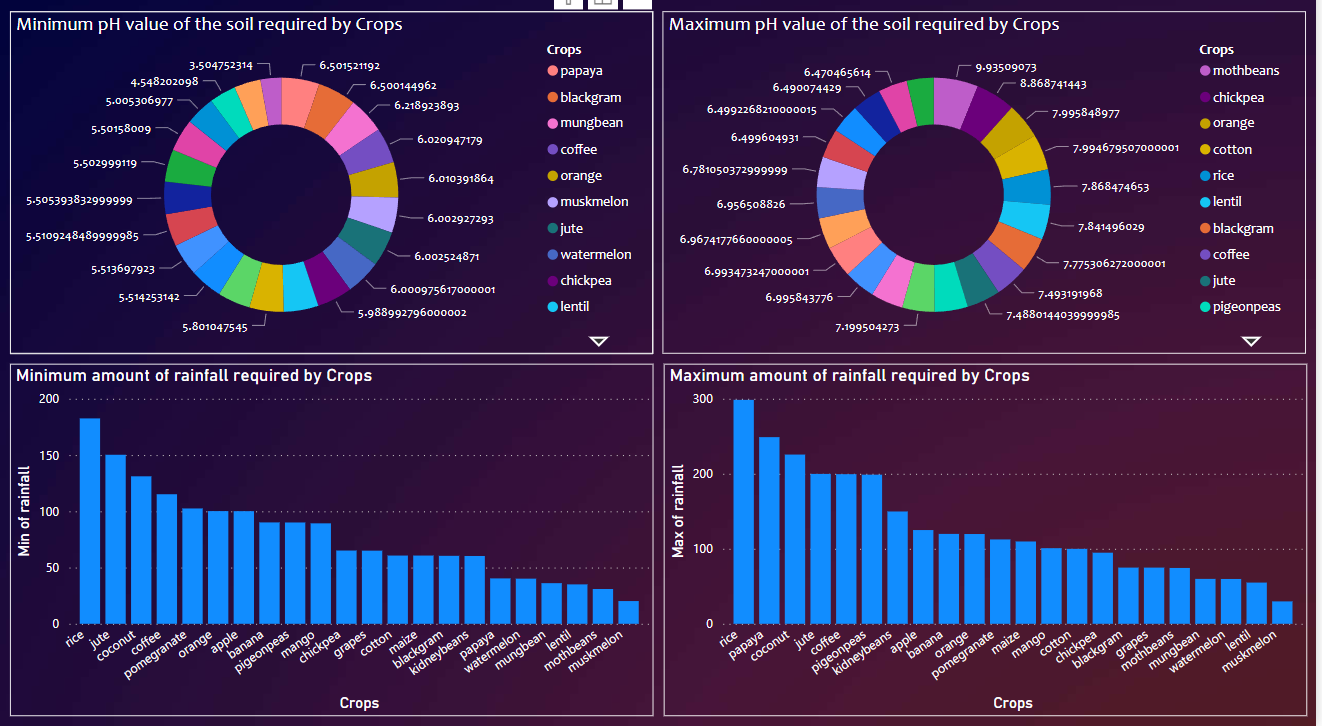 Minimum pH value of the soil required by Crops
3.504752314
6.501521192
4.548202098
6.500144962
5.005306977
6.218923893
5.50158009
6.020947179
5.502999119
6.010391864
5.505393832999999
6.002927293
5.5109248489999985
6.002524871
5.513697923
6.000975617000001
5.514253142
5.988992796000002
5.801047545
Crops
papaya
blackgram
mungbean
coffee
orange
muskmelon
jute
watermelon
chickpea
lentil
Maximum pH value of the soil required by Crops
6.470465614
9.93509073
6.490074429
8.868741443
6.4992268210000015
7.995848977
6.499604931
7.994679507000001
6.781050372999999
7.868474653
6.956508826
7.841496029
6.9674177660000005
7.775306272000001
6.993473247000001
7.493191968
6.995843776
7.4880144039999985
7.199504273
Crops
mothbeans
chickpea
orange
cotton
rice
lentil
blackgram
coffee
jute
pigeonpeas
Minimum amount of rainfall required by Crops
200
150
100
50
0
Min of rainfall
rice
jute
coconut
coffee
pomegranate
orange
apple
banana
pigeonpeas
mango
chickpea
grapes
cotton
maize
blackgram
kidneybeans
papaya
watermelon
mungbean
lentil
mothbeans
muskmelon
Crops
Maximum amount of rainfall required by Crops
300
200
100
0
Max of rainfall
rice
papaya
coconut
jute
coffee
pigeonpeas
kidneybeans
apple
banana
orange
pomegranate
maize
mango
cotton
chickpea
blackgram
grapes
mothbeans
mungbean
watermelon
lentil
muskmelon
Crops